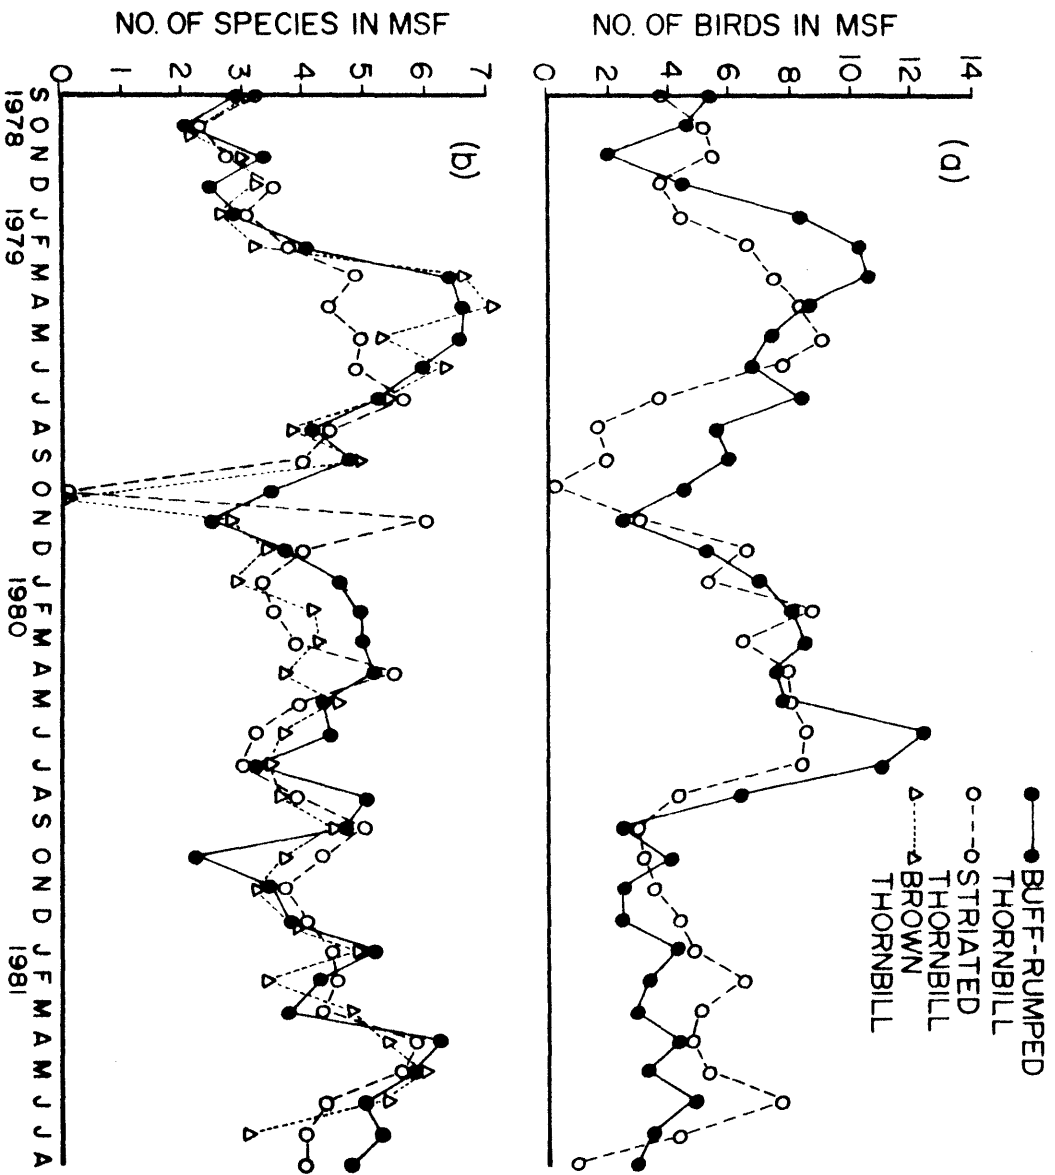 ● BUFF-RUMPED
THORNBILL
○ STRIATED
THORNBILL
△ BROWN
THORNBILL
(a)
NO. OF BIRDS IN MSF
14
12
10
8
6
4
2
0
(b)
NO. OF SPECIES IN MSF
7
6
5
4
3
2
1
0
S O N D J F M A M J J A S O N D J F M A M J J A S O N D J F M A M J J A
1978 1979 1980 1981